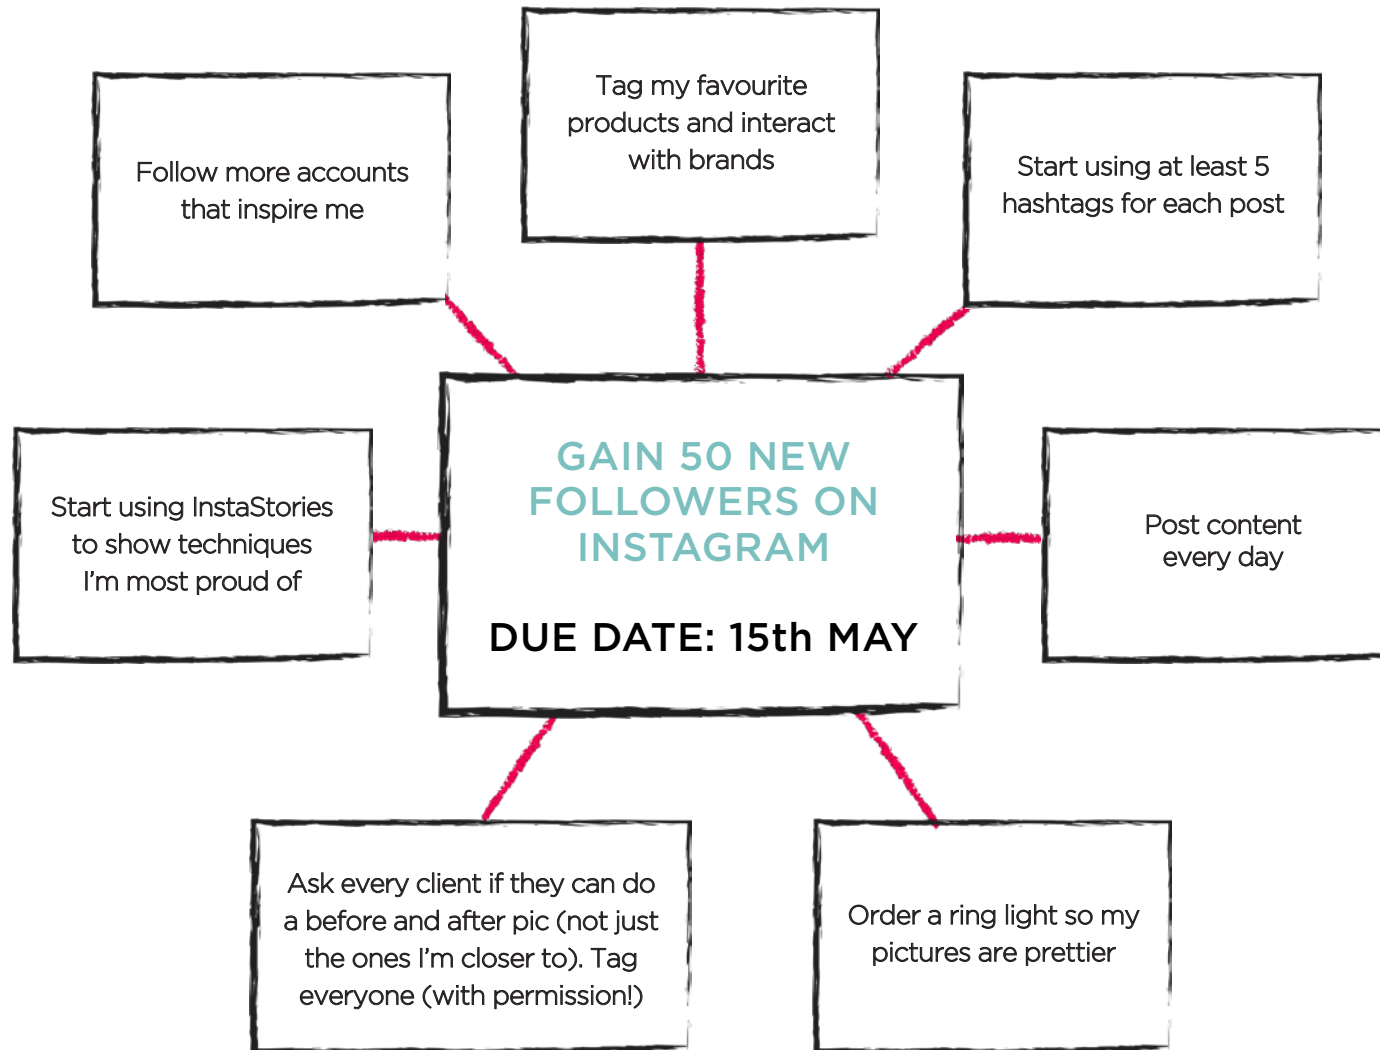 Tag my favourite
products and interact
with brands
Follow more accounts
that inspire me
Start using at least 5
hashtags for each post
GAIN 50 NEW
FOLLOWERS ON
INSTAGRAM
DUE DATE: 15th MAY
Start using InstaStories
to show techniques
I'm most proud of
Post content
every day
Ask every client if they can do
a before and after pic (not just
the ones I'm closer to). Tag
everyone (with permission!)
Order a ring light so my
pictures are prettier